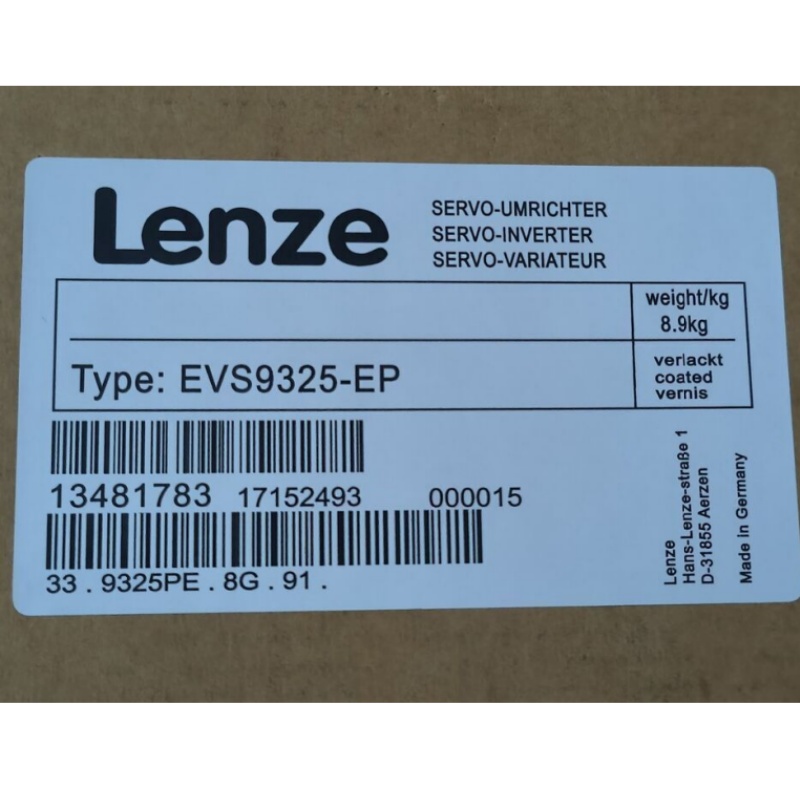 Lenze
SERVO-UMRICHTER
SERVO-INVERTER
SERVO-VARIATEUR
weight/kg
8.9kg
Type: EVS9325-EP
verlackt
coated
vernis
13481783 17152493 000015
33 . 9325PE . 8G . 91 .
Lenze
Hans-Lenze-straße 1
D-31855 Aerzen
Made in Germany